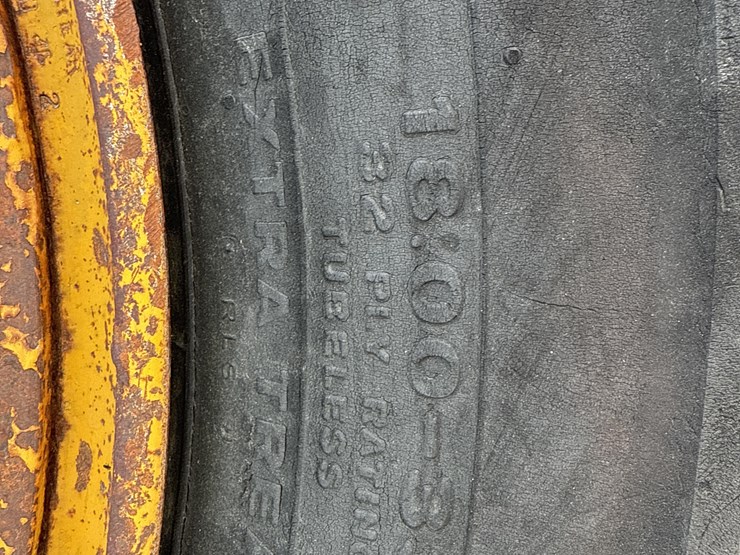 18:00-3
32 PLY RATING
TUBELESS
EXTRA TREA